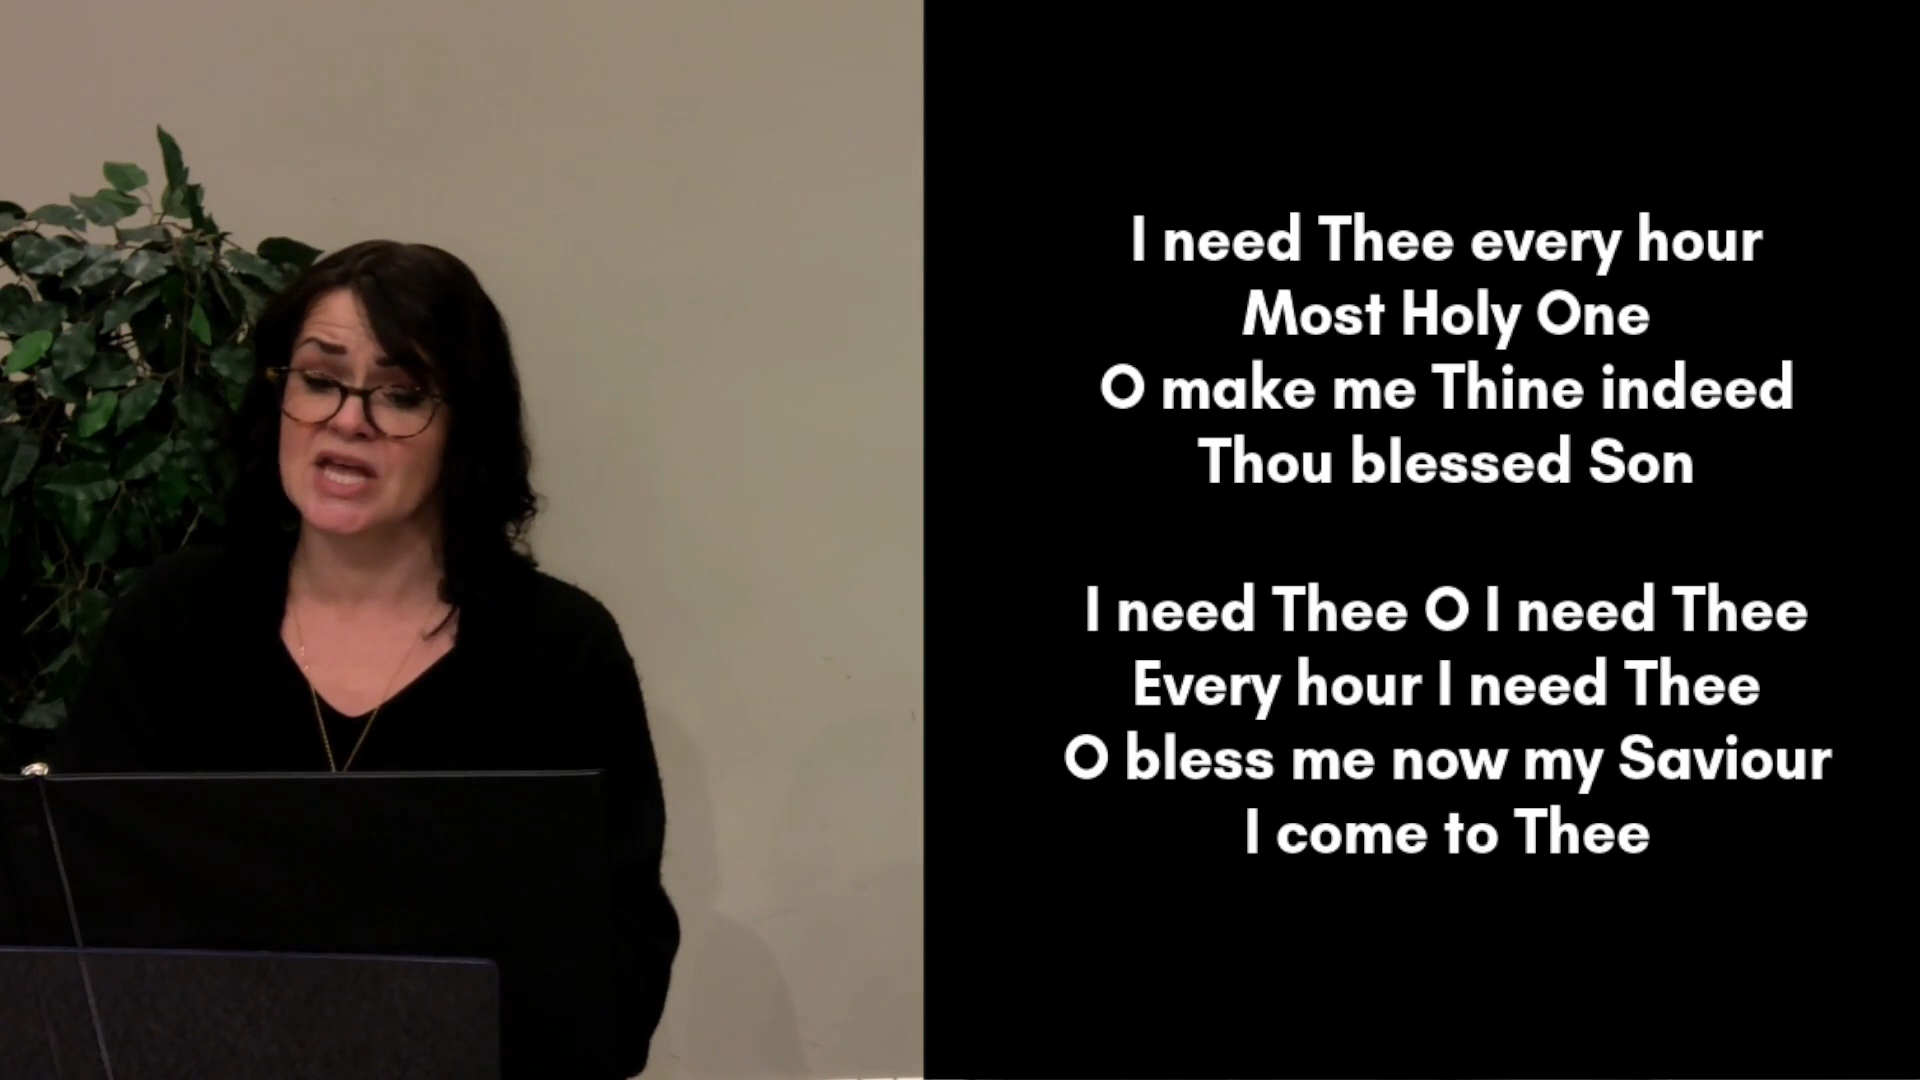 I need Thee every hour
Most Holy One
O make me Thine indeed
Thou blessed Son
I need Thee O I need Thee
Every hour I need Thee
O bless me now my Saviour
I come to Thee